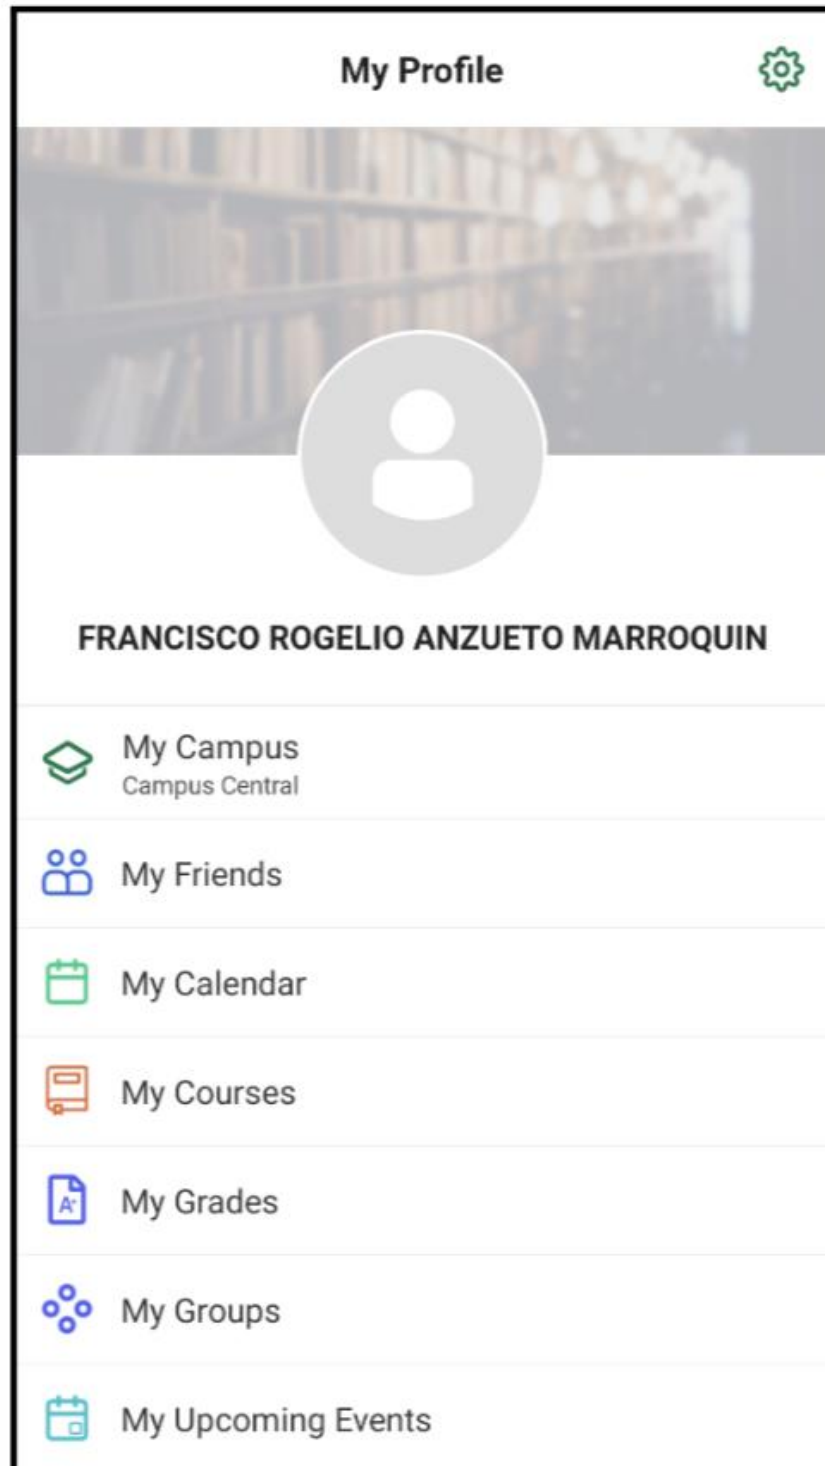 My Profile
FRANCISCO ROGELIO ANZUETO MARROQUIN
My Campus
Campus Central
My Friends
My Calendar
My Courses
A+
My Grades
My Groups
My Upcoming Events